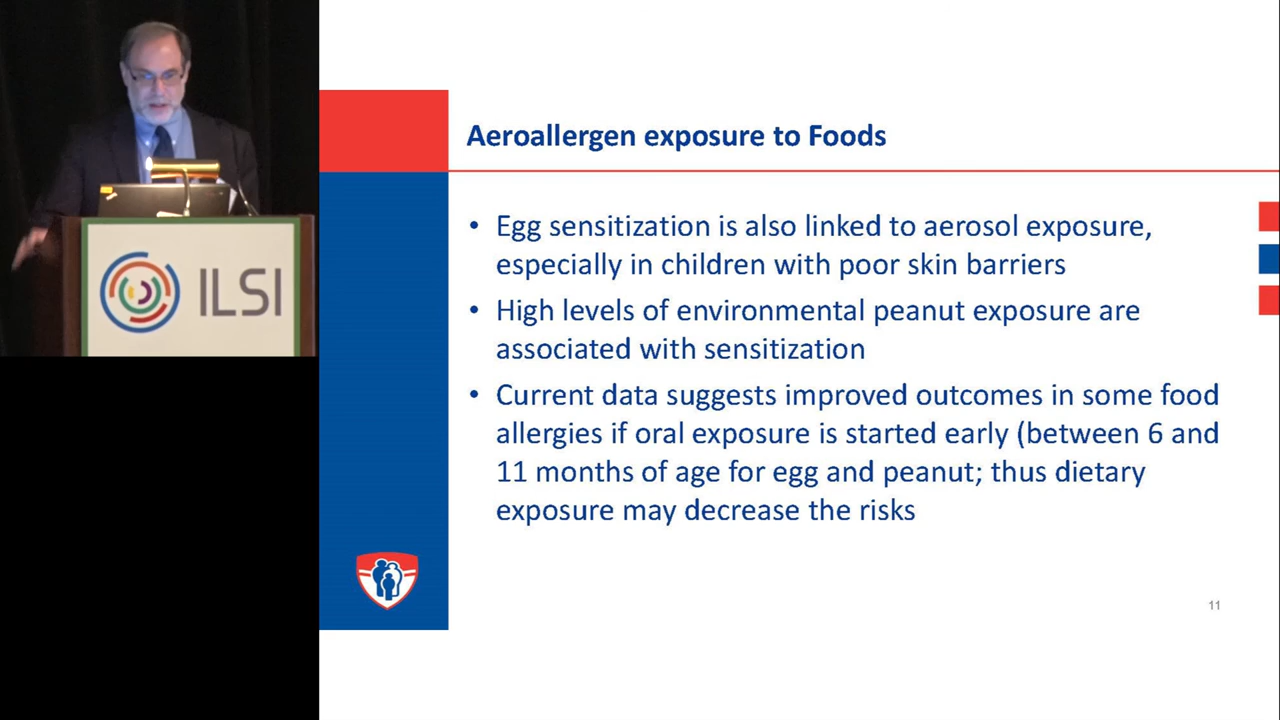 ILSI
Aeroallergen exposure to Foods
• Egg sensitization is also linked to aerosol exposure,
especially in children with poor skin barriers
• High levels of environmental peanut exposure are
associated with sensitization
• Current data suggests improved outcomes in some food
allergies if oral exposure is started early (between 6 and
11 months of age for egg and peanut; thus dietary
exposure may decrease the risks
11